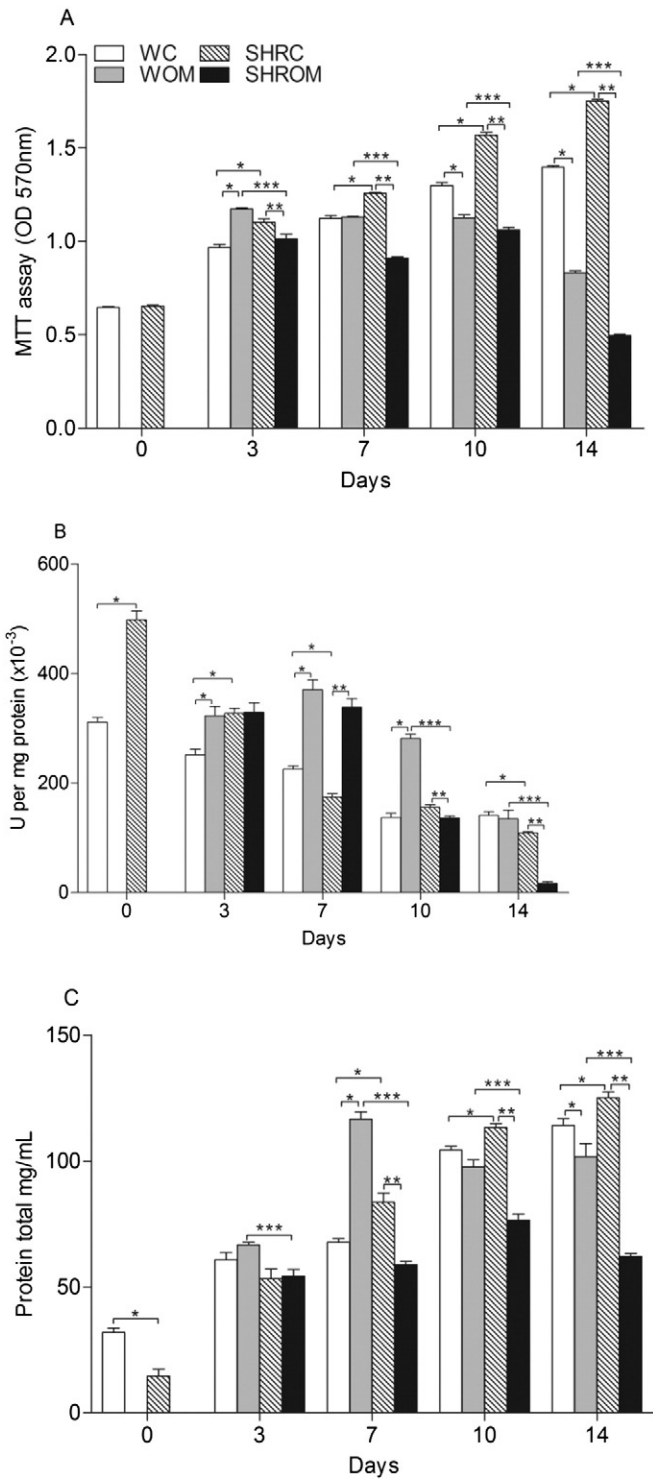 A
WC SHRC
WOM SHROM
MTT assay (OD 570nm)
2.0
1.5
1.0
0.5
0.0
* * *** **
* *** **
* * *** **
* * *** **
0 3 7 10 14
Days
B
U per mg protein (x10-3)
600
400
200
0
*
* *
* * **
* *** **
* *** **
0 3 7 10 14
Days
C
Protein total mg/mL
150
100
50
0
*
***
* * *** **
* *** **
* * *** **
0 3 7 10 14
Days